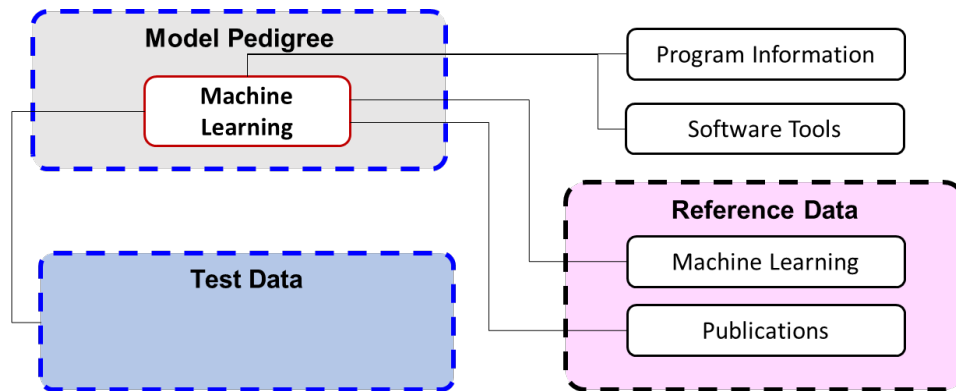 Model Pedigree
Machine
Learning
Program Information
Software Tools
Reference Data
Machine Learning
Publications
Test Data